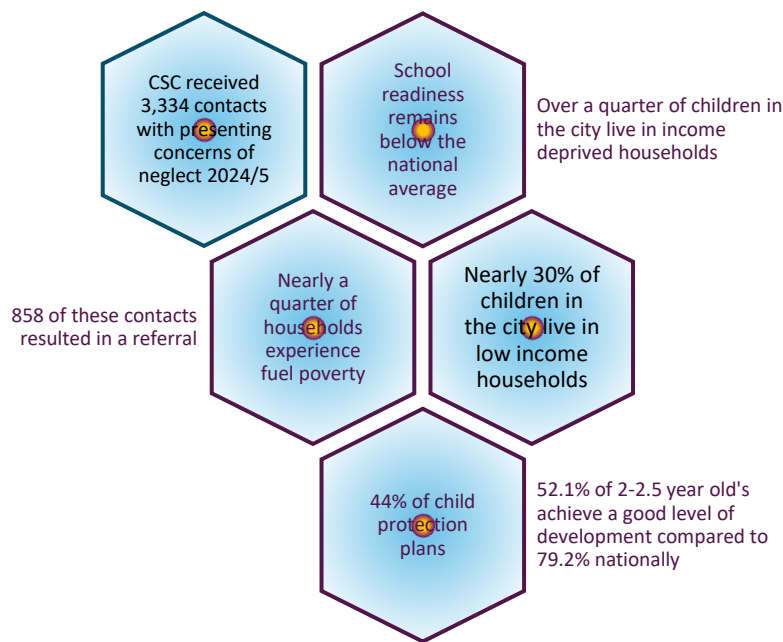 CSC received
3,334 contacts
with presenting
concerns of
neglect 2024/5
School
readiness
remains
below the
national
average
Over a quarter of children in
the city live in income
deprived households
858 of these contacts
resulted in a referral
Nearly a
quarter of
households
experience
fuel poverty
Nearly 30% of
children in
the city live in
low income
households
44% of child
protection
plans
52.1% of 2-2.5 year old's
achieve a good level of
development compared to
79.2% nationally